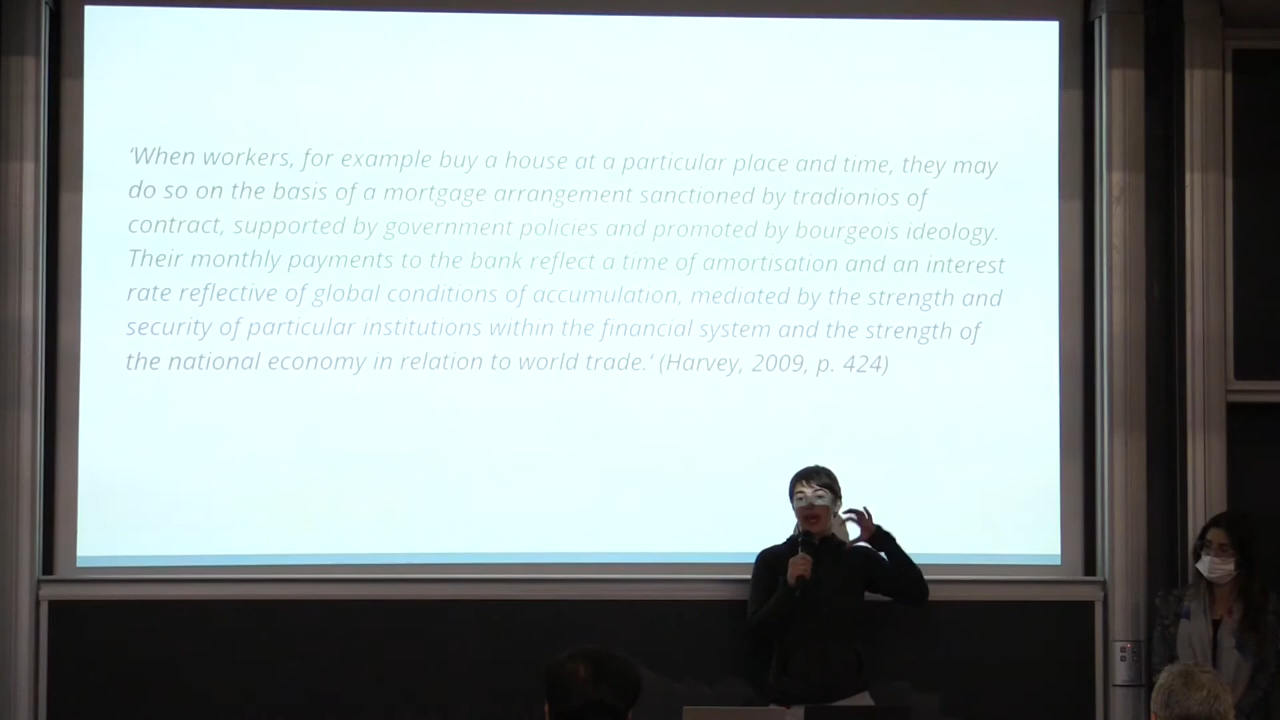 ‘When workers, for example buy a house at a particular place and time, they may
do so on the basis of a mortgage arrangement sanctioned by tradionios of
contract, supported by government policies and promoted by bourgeois ideology.
Their monthly payments to the bank reflect a time of amortisation and an interest
rate reflective of global conditions of accumulation, mediated by the strength and
security of particular institutions within the financial system and the strength of
the national economy in relation to world trade.‘ (Harvey, 2009, p. 424)